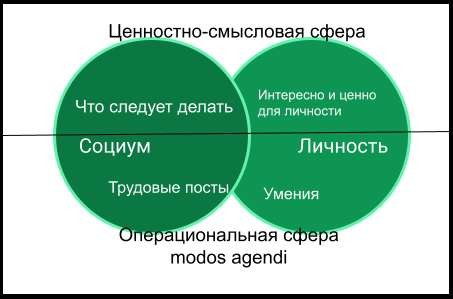 Ценностно-смысловая сфера
Что следует делать
Интересно и ценно
для личности
Социум
Личность
Трудовые посты
Умения
Операциональная сфера
modos agendi